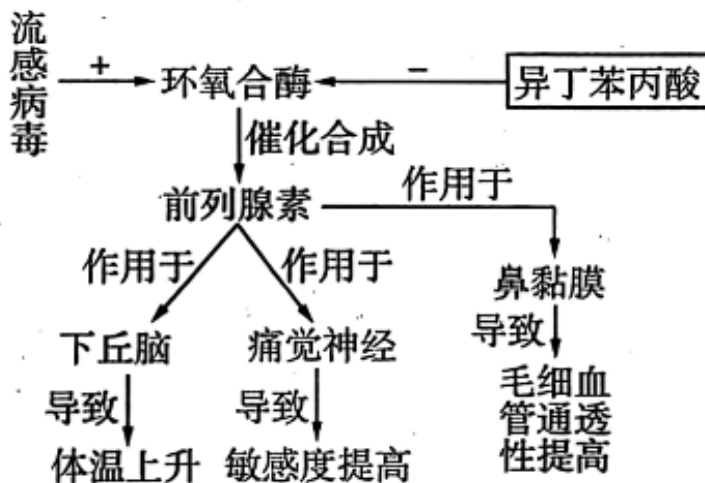 流感病毒
+
环氧合酶
−
异丁苯丙酸
催化合成
前列腺素
作用于
作用于
作用于
鼻黏膜
下丘脑
痛觉神经
导致
导致
导致
毛细血
管通透
性提高
体温上升
敏感度提高